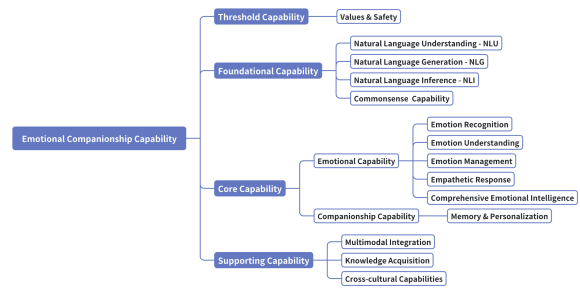 Threshold Capability
Values & Safety
Natural Language Understanding - NLU
Natural Language Generation - NLG
Foundational Capability
Natural Language Inference - NLI
Commonsense Capability
Emotional Companionship Capability
Emotion Recognition
Emotion Understanding
Emotional Capability
Emotion Management
Empathetic Response
Core Capability
Comprehensive Emotional Intelligence
Companionship Capability
Memory & Personalization
Multimodal Integration
Supporting Capability
Knowledge Acquisition
Cross-cultural Capabilities